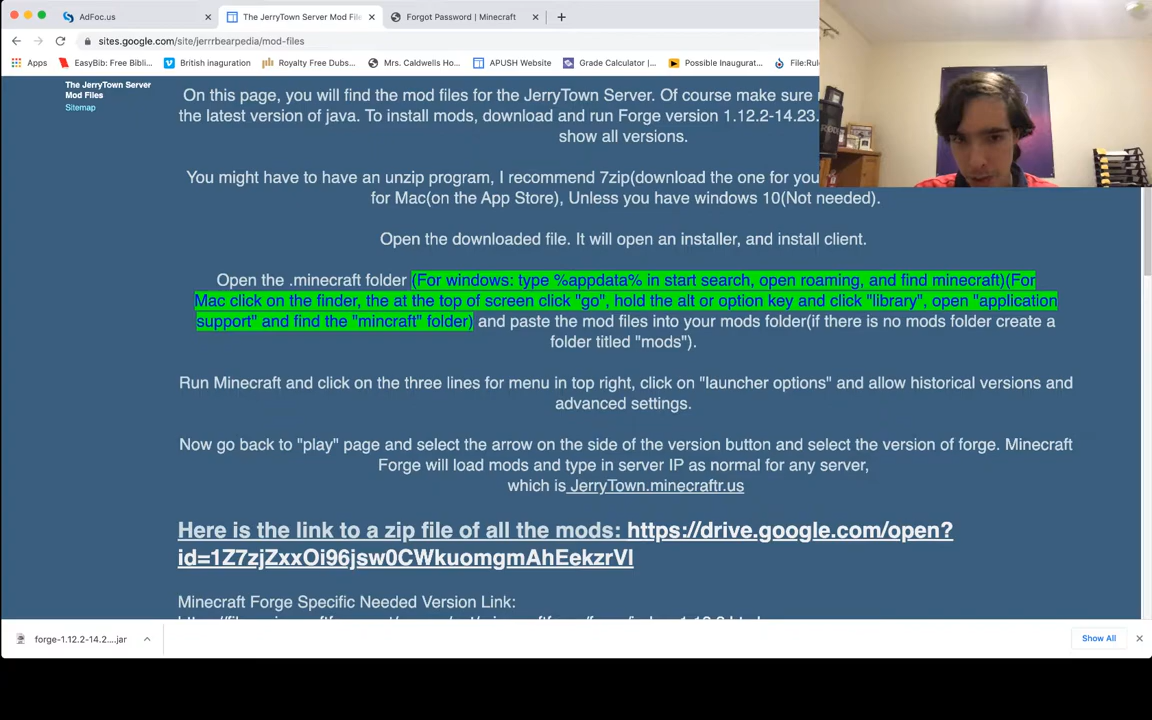 AdFoc.us
The JerryTown Server Mod File
Forgot Password | Minecraft
sites.google.com/site/jerrrbearpedia/mod-files
Apps
EasyBib: Free Bibli...
British inaguration
Royalty Free Dubs...
Mrs. Caldwells Ho...
APUSH Website
Grade Calculator |...
Possible Inaugurat...
File:Rule
The JerryTown Server
Mod Files
Sitemap
On this page, you will find the mod files for the JerryTown Server. Of course make sure
the latest version of java. To install mods, download and run Forge version 1.12.2-14.23.
show all versions.
You might have to have an unzip program, I recommend 7zip(download the one for you
for Mac(on the App Store), Unless you have windows 10(Not needed).
Open the downloaded file. It will open an installer, and install client.
Open the .minecraft folder (For windows: type %appdata% in start search, open roaming, and find minecraft)(For
Mac click on the finder, the at the top of screen click "go", hold the alt or option key and click "library", open "application
support" and find the "mincraft" folder) and paste the mod files into your mods folder(if there is no mods folder create a
folder titled "mods").
Run Minecraft and click on the three lines for menu in top right, click on "launcher options" and allow historical versions and
advanced settings.
Now go back to "play" page and select the arrow on the side of the version button and select the version of forge. Minecraft
Forge will load mods and type in server IP as normal for any server,
which is JerryTown.minecraftr.us
Here is the link to a zip file of all the mods: https://drive.google.com/open?
id=1Z7zjZxxOi96jsw0CWkuomgmAhEekzrVI
Minecraft Forge Specific Needed Version Link:
forge-1.12.2-14.2....jar
Show All